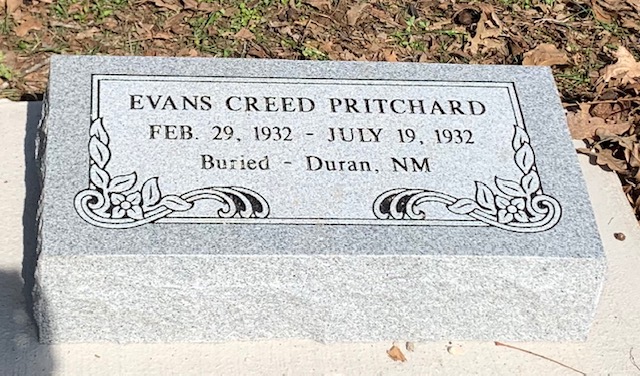 EVANS CREED PRITCHARD
FEB. 29, 1932 - JULY 19, 1932
Buried - Duran, NM